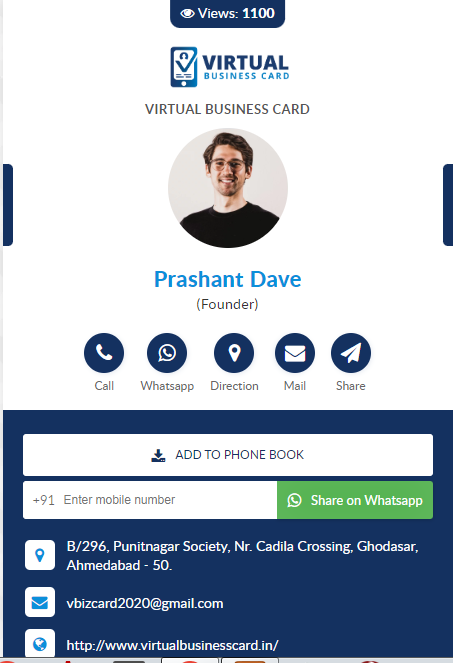 Views: 1100
VIRTUAL
BUSINESS CARD
VIRTUAL BUSINESS CARD
Prashant Dave
(Founder)
Call Whatsapp Direction Mail Share
ADD TO PHONE BOOK
+91 Enter mobile number Share on Whatsapp
B/296, Punitnagar Society, Nr. Cadila Crossing, Ghodasar,
Ahmedabad - 50.
vbizcard2020@gmail.com
http://www.virtualbusinesscard.in/